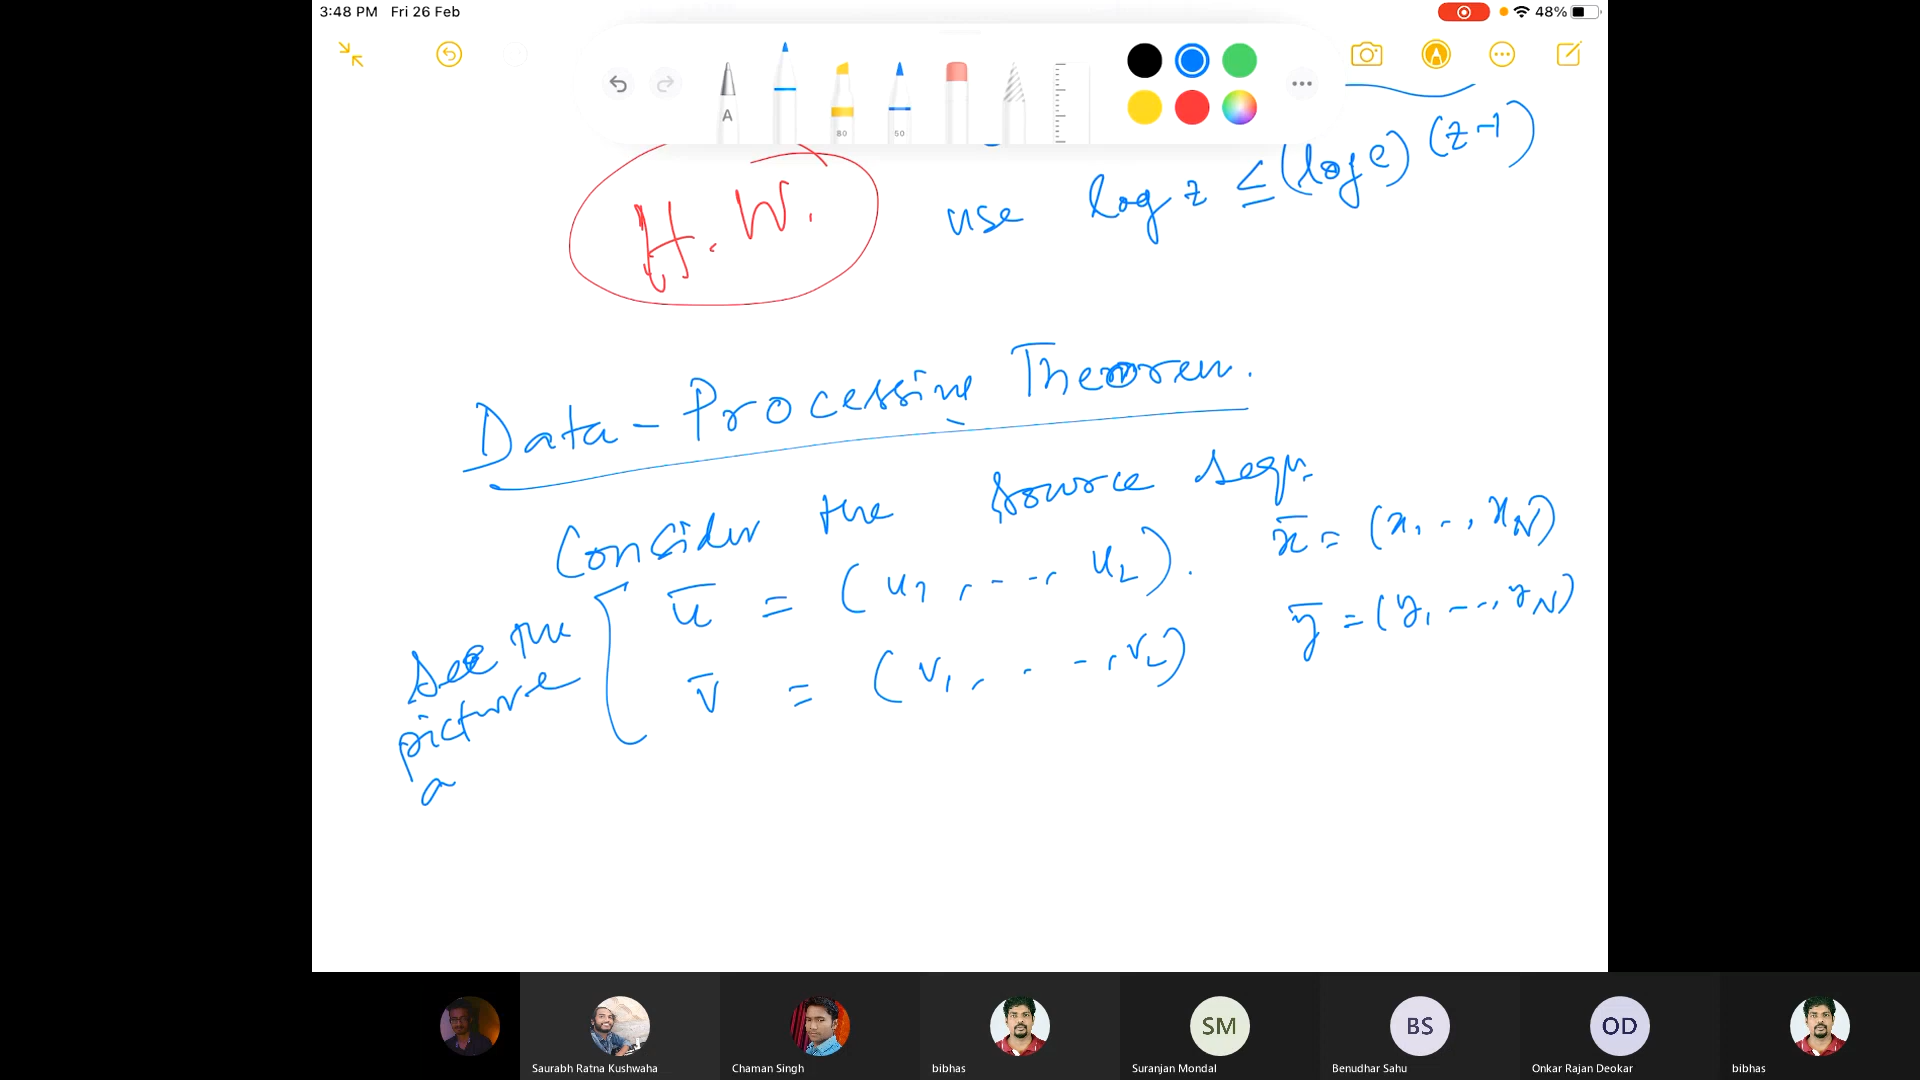 3:48 PM Fri 26 Feb
48%
A
80
50
H.W.
use log z ≤ (log e) (z-1)
Data-Processing Theorem.
Consider the source seqn.
ū = (u1, ..., uL). x̄ = (x1, .., xN)
v̄ = (v1, ..., vL) ȳ = (y1, ..., yN)
See the
picture
a
SM
BS
OD
Saurabh Ratna Kushwaha
Chaman Singh
bibhas
Suranjan Mondal
Benudhar Sahu
Onkar Rajan Deokar
bibhas